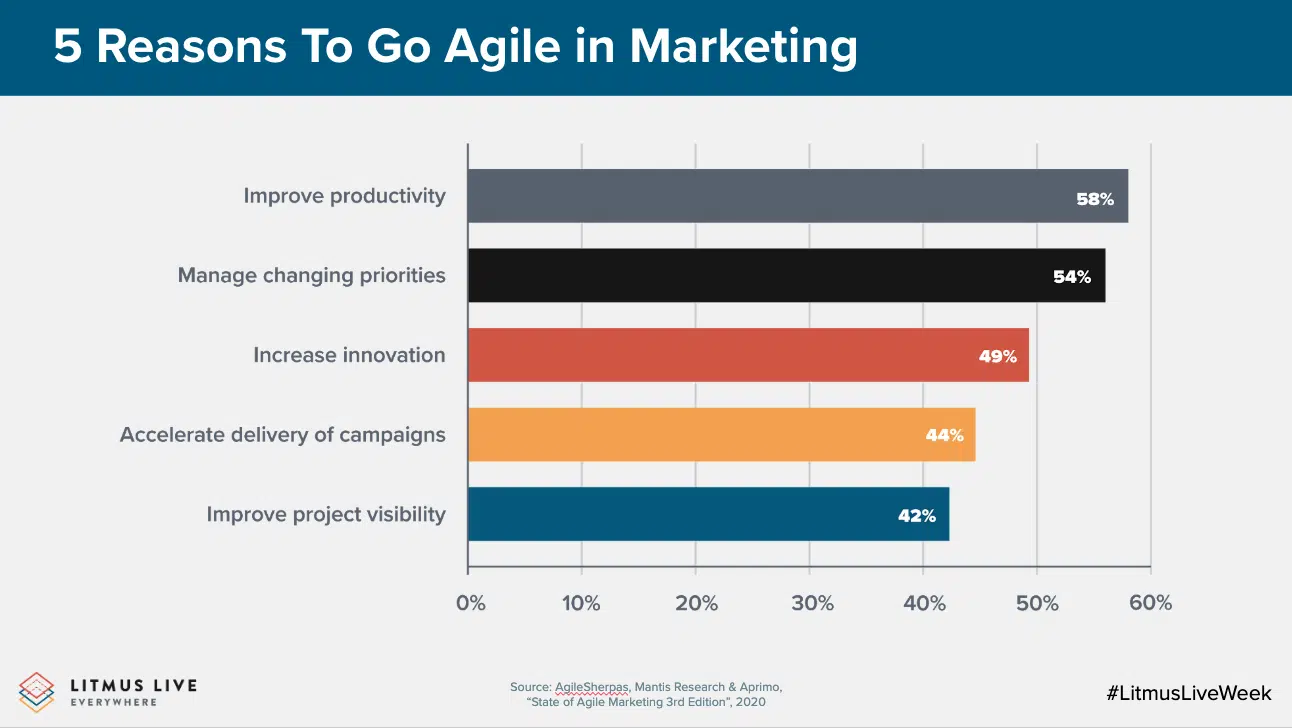 5 Reasons To Go Agile in Marketing
Improve productivity
58%
Manage changing priorities
54%
Increase innovation
49%
Accelerate delivery of campaigns
44%
Improve project visibility
42%
0% 10% 20% 30% 40% 50% 60%
LITMUS LIVE
EVERYWHERE
Source: AgileSherpas, Mantis Research & Aprimo,
“State of Agile Marketing 3rd Edition”, 2020
#LitmusLiveWeek